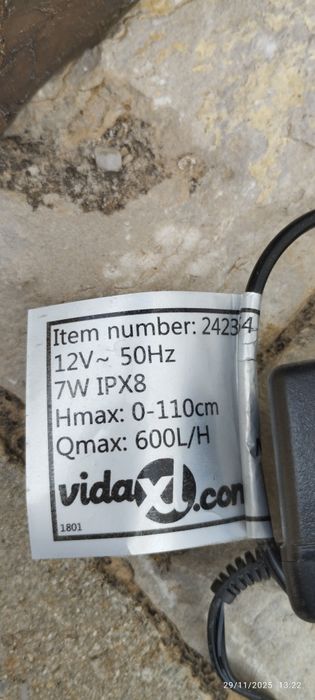 Item number: 24234
12V~ 50Hz
7W IPX8
Hmax: 0-110cm
Qmax: 600L/H
vidaXL.com
1801
29/11/2025 13:22